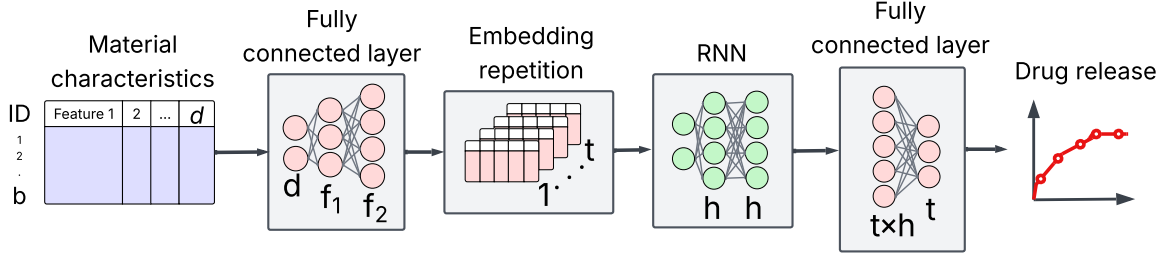 Material
characteristics
ID
Feature 1 2 ... d
1
2
.
b
Fully
connected layer
d
f1
f2
Embedding
repetition
1. . . t
RNN
h h
Fully
connected layer
t×h
t
Drug release